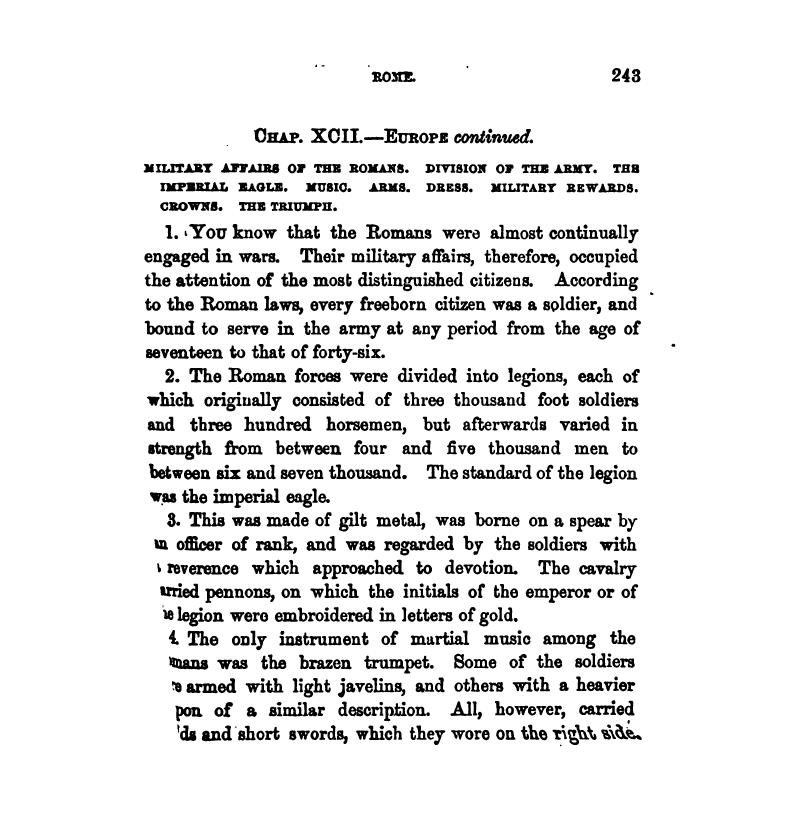 ROME. 243
CHAP. XCII.—EUROPE continued.
MILITARY AFFAIRS OF THE ROMANS. DIVISION OF THE ARMY. THE
IMPERIAL EAGLE. MUSIC. ARMS. DRESS. MILITARY REWARDS.
CROWNS. THE TRIUMPH.
1. YOU know that the Romans were almost continually
engaged in wars. Their military affairs, therefore, occupied
the attention of the most distinguished citizens. According
to the Roman laws, every freeborn citizen was a soldier, and
bound to serve in the army at any period from the age of
seventeen to that of forty-six.
2. The Roman forces were divided into legions, each of
which originally consisted of three thousand foot soldiers
and three hundred horsemen, but afterwards varied in
strength from between four and five thousand men to
between six and seven thousand. The standard of the legion
was the imperial eagle.
3. This was made of gilt metal, was borne on a spear by
an officer of rank, and was regarded by the soldiers with
reverence which approached to devotion. The cavalry
rried pennons, on which the initials of the emperor or of
e legion were embroidered in letters of gold.
4. The only instrument of martial music among the
mans was the brazen trumpet. Some of the soldiers
e armed with light javelins, and others with a heavier
pon of a similar description. All, however, carried
ds and short swords, which they wore on the right side.